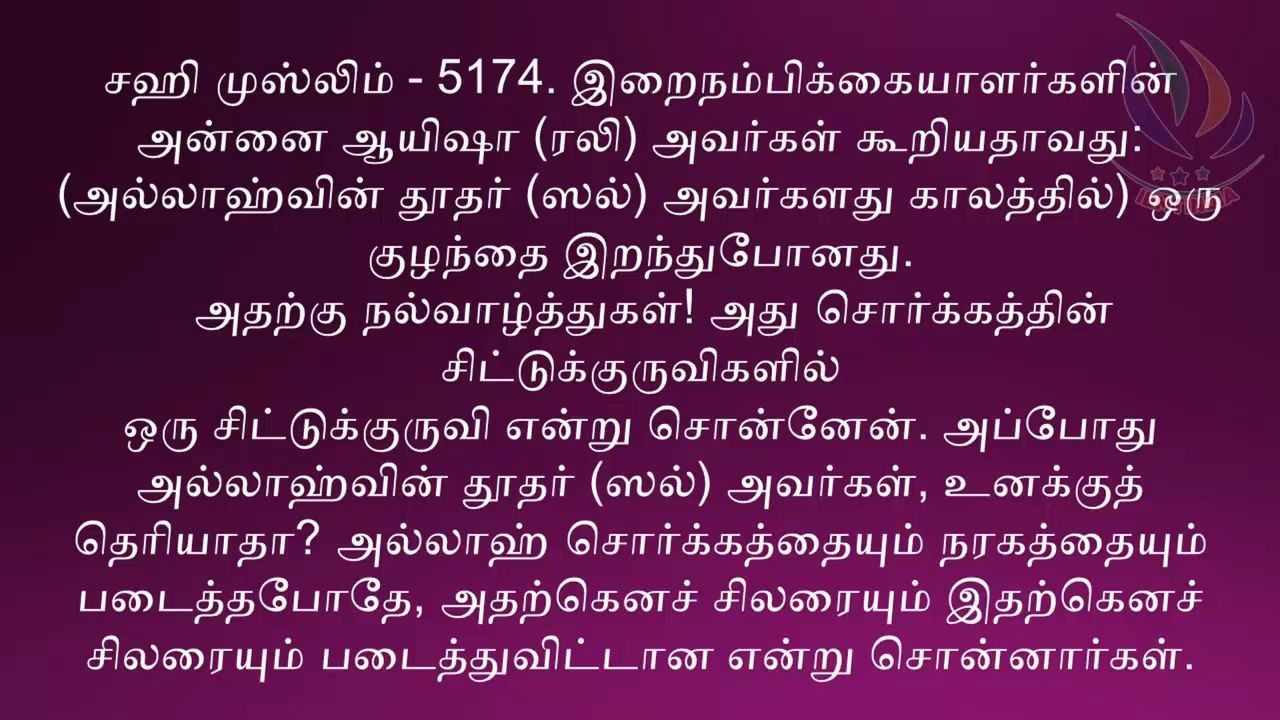 சஹி முஸ்லிம் - 5174. இறைநம்பிக்கையாளர்களின்
அன்னை ஆயிஷா (ரலி) அவர்கள் கூறியதாவது:
(அல்லாஹ்வின் தூதர் (ஸல்) அவர்களது காலத்தில்) ஒரு
குழந்தை இறந்துபோனது.
அதற்கு நல்வாழ்த்துகள்! அது சொர்க்கத்தின்
சிட்டுக்குருவிகளில்
ஒரு சிட்டுக்குருவி என்று சொன்னேன். அப்போது
அல்லாஹ்வின் தூதர் (ஸல்) அவர்கள், உனக்குத்
தெரியாதா? அல்லாஹ் சொர்க்கத்தையும் நரகத்தையும்
படைத்தபோதே, அதற்கெனச் சிலரையும் இதற்கெனச்
சிலரையும் படைத்துவிட்டான என்று சொன்னார்கள்.